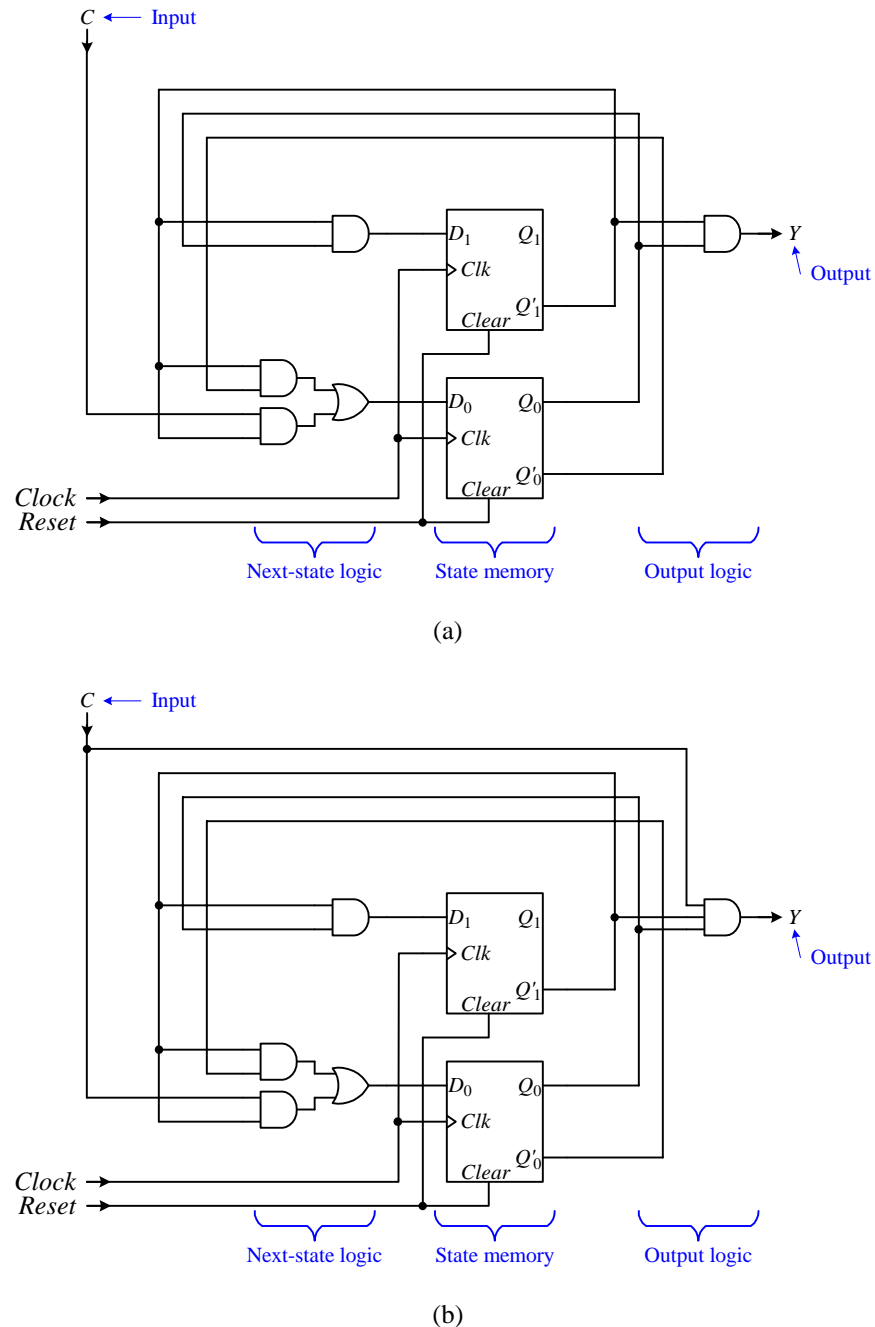 C Input
D₁ Q₁
Y
Clk
Output
Q'₁
Clear
D₀ Q₀
Clk
Q'₀
Clear
Clock
Reset
Next-state logic State memory Output logic
(a)
C Input
D₁ Q₁
Y
Clk
Output
Q'₁
Clear
D₀ Q₀
Clk
Q'₀
Clear
Clock
Reset
Next-state logic State memory Output logic
(b)